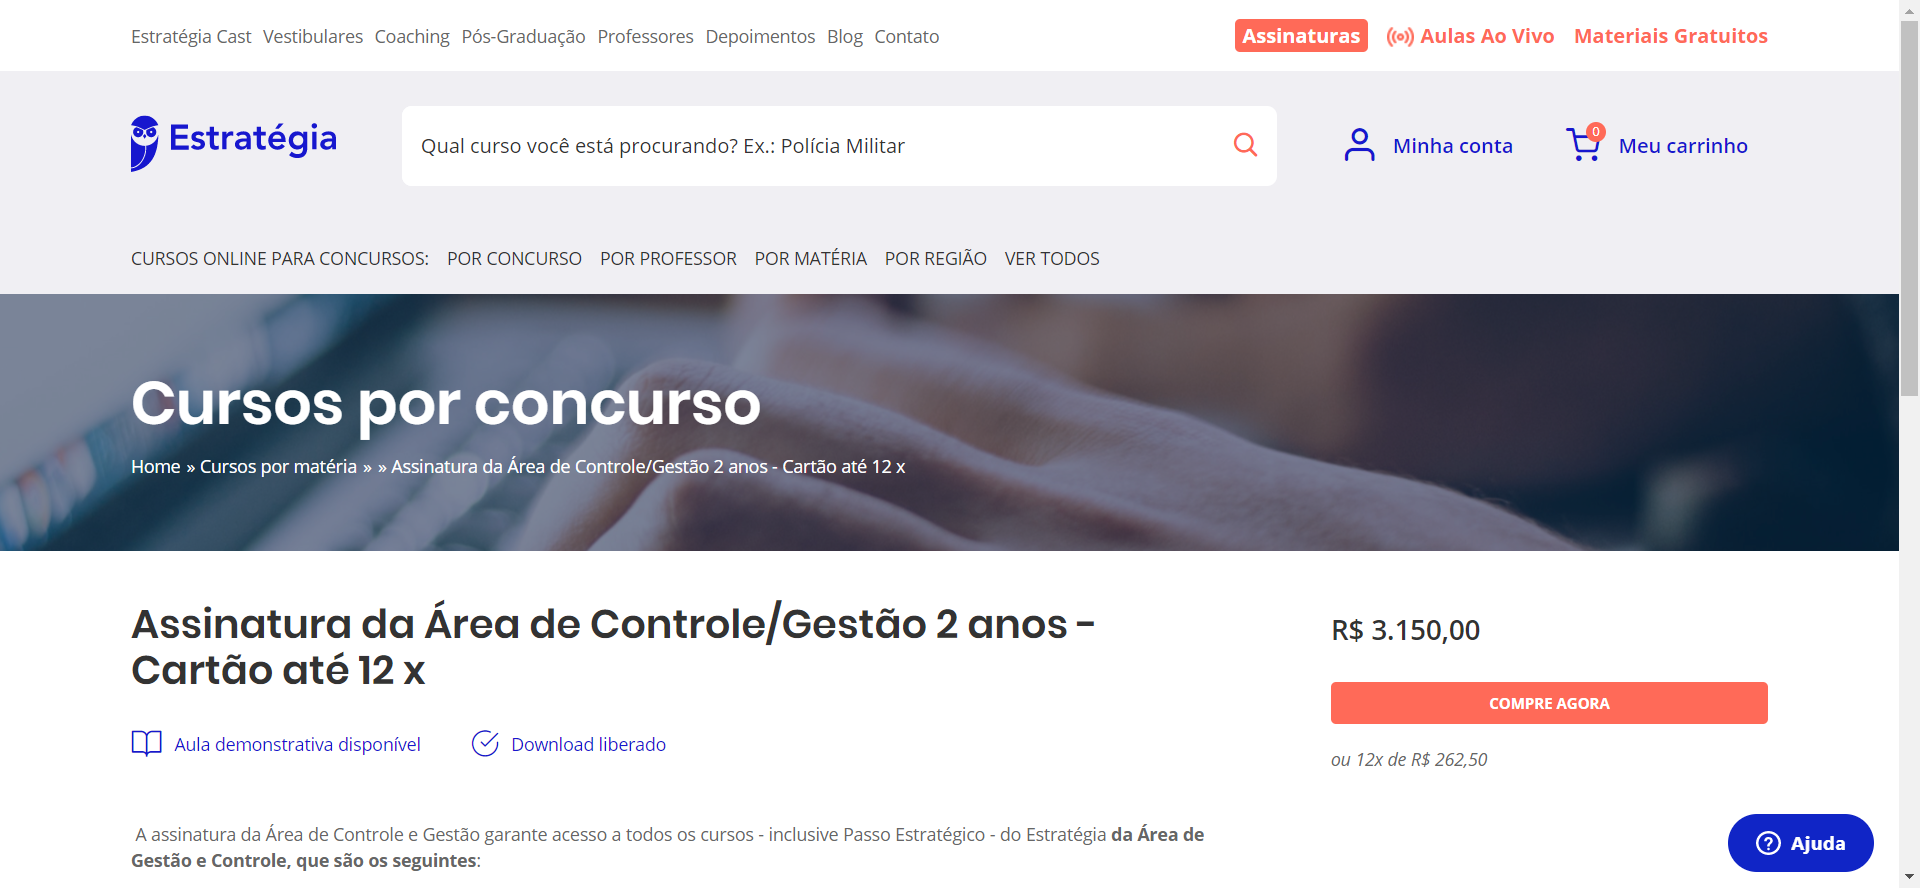 Estratégia Cast Vestibulares Coaching Pós-Graduação Professores Depoimentos Blog Contato
Assinaturas Aulas Ao Vivo Materiais Gratuitos
Estratégia
Qual curso você está procurando? Ex.: Polícia Militar
Minha conta
0
Meu carrinho
CURSOS ONLINE PARA CONCURSOS: POR CONCURSO POR PROFESSOR POR MATÉRIA POR REGIÃO VER TODOS
Cursos por concurso
Home » Cursos por matéria » » Assinatura da Área de Controle/Gestão 2 anos - Cartão até 12 x
Assinatura da Área de Controle/Gestão 2 anos -
Cartão até 12 x
Aula demonstrativa disponível Download liberado
R$ 3.150,00
COMPRE AGORA
ou 12x de R$ 262,50
A assinatura da Área de Controle e Gestão garante acesso a todos os cursos - inclusive Passo Estratégico - do Estratégia da Área de
Gestão e Controle, que são os seguintes:
Ajuda